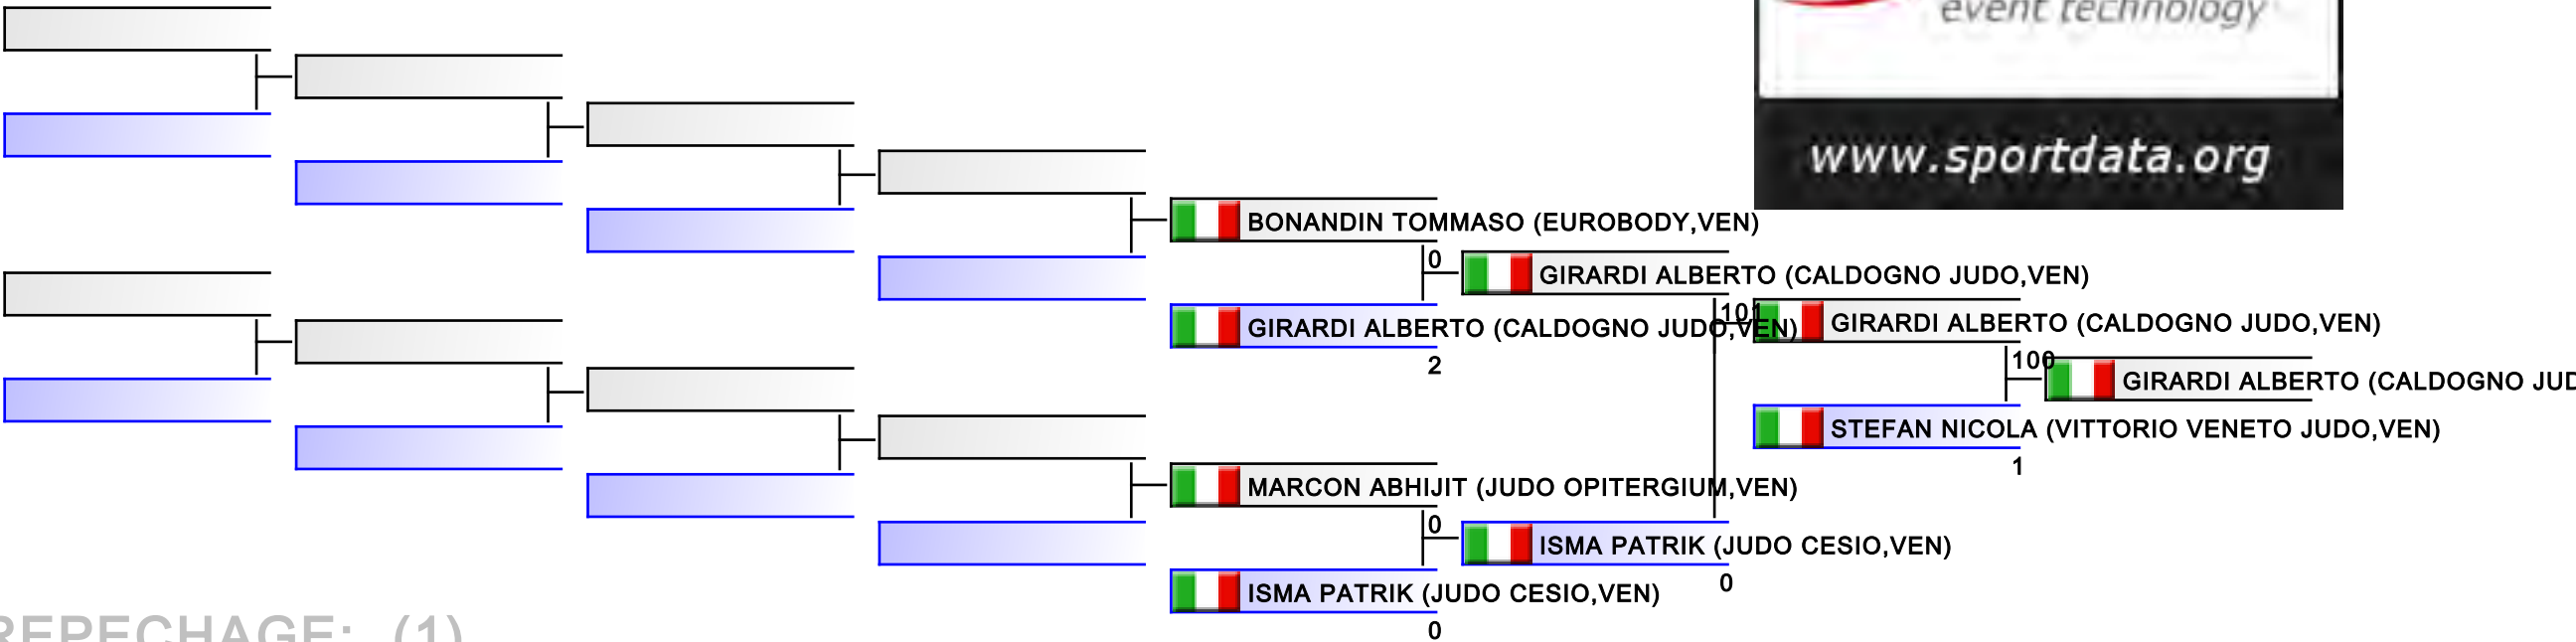 event technology
www.sportdata.org
BONANDIN TOMMASO (EUROBODY,VEN)
0
GIRARDI ALBERTO (CALDOGNO JUDO,VEN)
GIRARDI ALBERTO (CALDOGNO JUDO,VEN)
2
101
GIRARDI ALBERTO (CALDOGNO JUDO,VEN)
100
GIRARDI ALBERTO (CALDOGNO JUD
STEFAN NICOLA (VITTORIO VENETO JUDO,VEN)
1
MARCON ABHIJIT (JUDO OPITERGIUM,VEN)
0
ISMA PATRIK (JUDO CESIO,VEN)
0
ISMA PATRIK (JUDO CESIO,VEN)
0
REPECHAGE: (1)